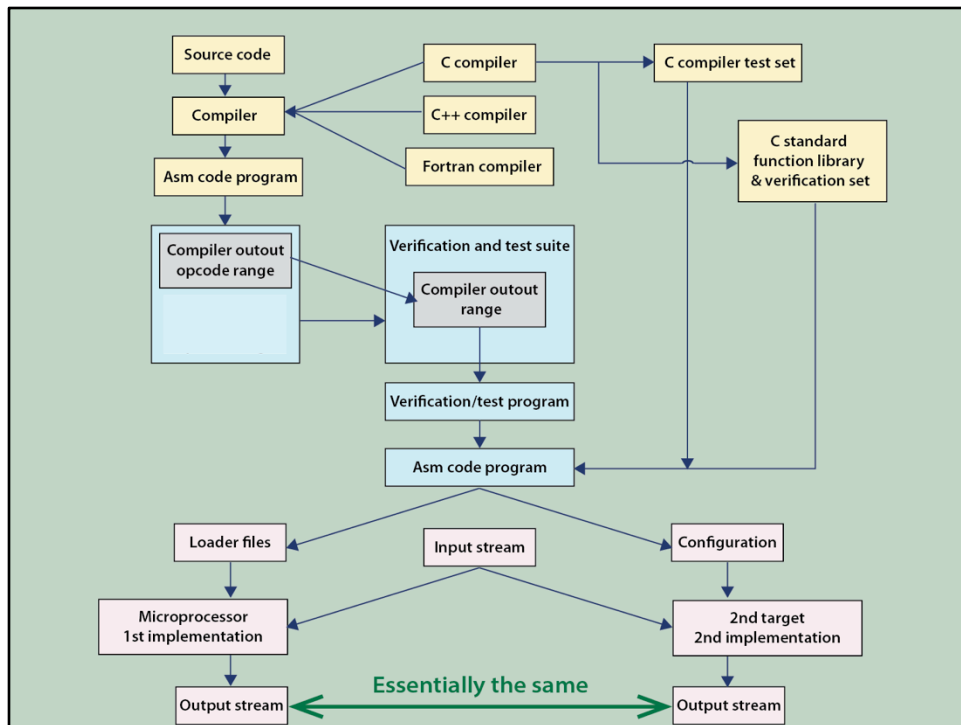 Source code
C compiler
C compiler test set
Compiler
C++ compiler
C standard
function library
& verification set
Fortran compiler
Asm code program
Compiler outout
opcode range
Verification and test suite
Compiler outout
range
Verification/test program
Asm code program
Loader files
Input stream
Configuration
Microprocessor
1st implementation
2nd target
2nd implementation
Essentially the same
Output stream
Output stream